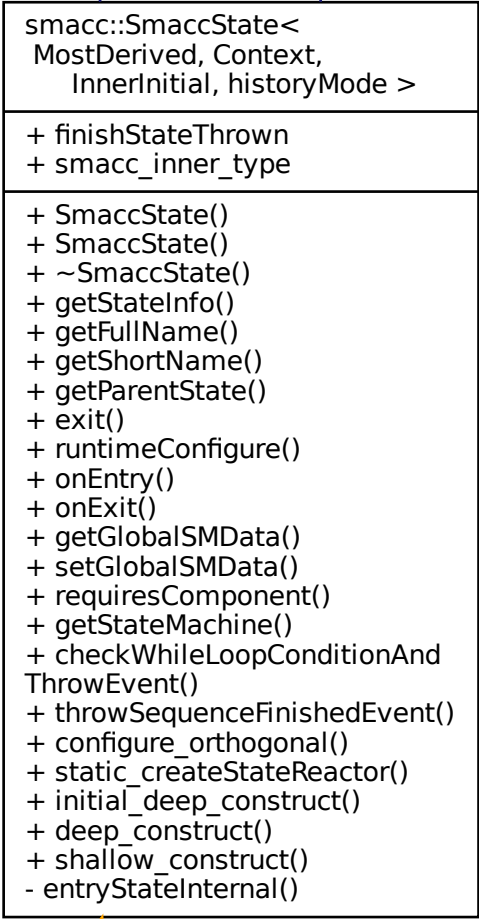 smacc::SmaccState<
MostDerived, Context,
InnerInitial, historyMode >
+ finishStateThrown
+ smacc_inner_type
+ SmaccState()
+ SmaccState()
+ ~SmaccState()
+ getStateInfo()
+ getFullName()
+ getShortName()
+ getParentState()
+ exit()
+ runtimeConfigure()
+ onEntry()
+ onExit()
+ getGlobalSMData()
+ setGlobalSMData()
+ requiresComponent()
+ getStateMachine()
+ checkWhileLoopConditionAnd
ThrowEvent()
+ throwSequenceFinishedEvent()
+ configure_orthogonal()
+ static_createStateReactor()
+ initial_deep_construct()
+ deep_construct()
+ shallow_construct()
- entryStateInternal()